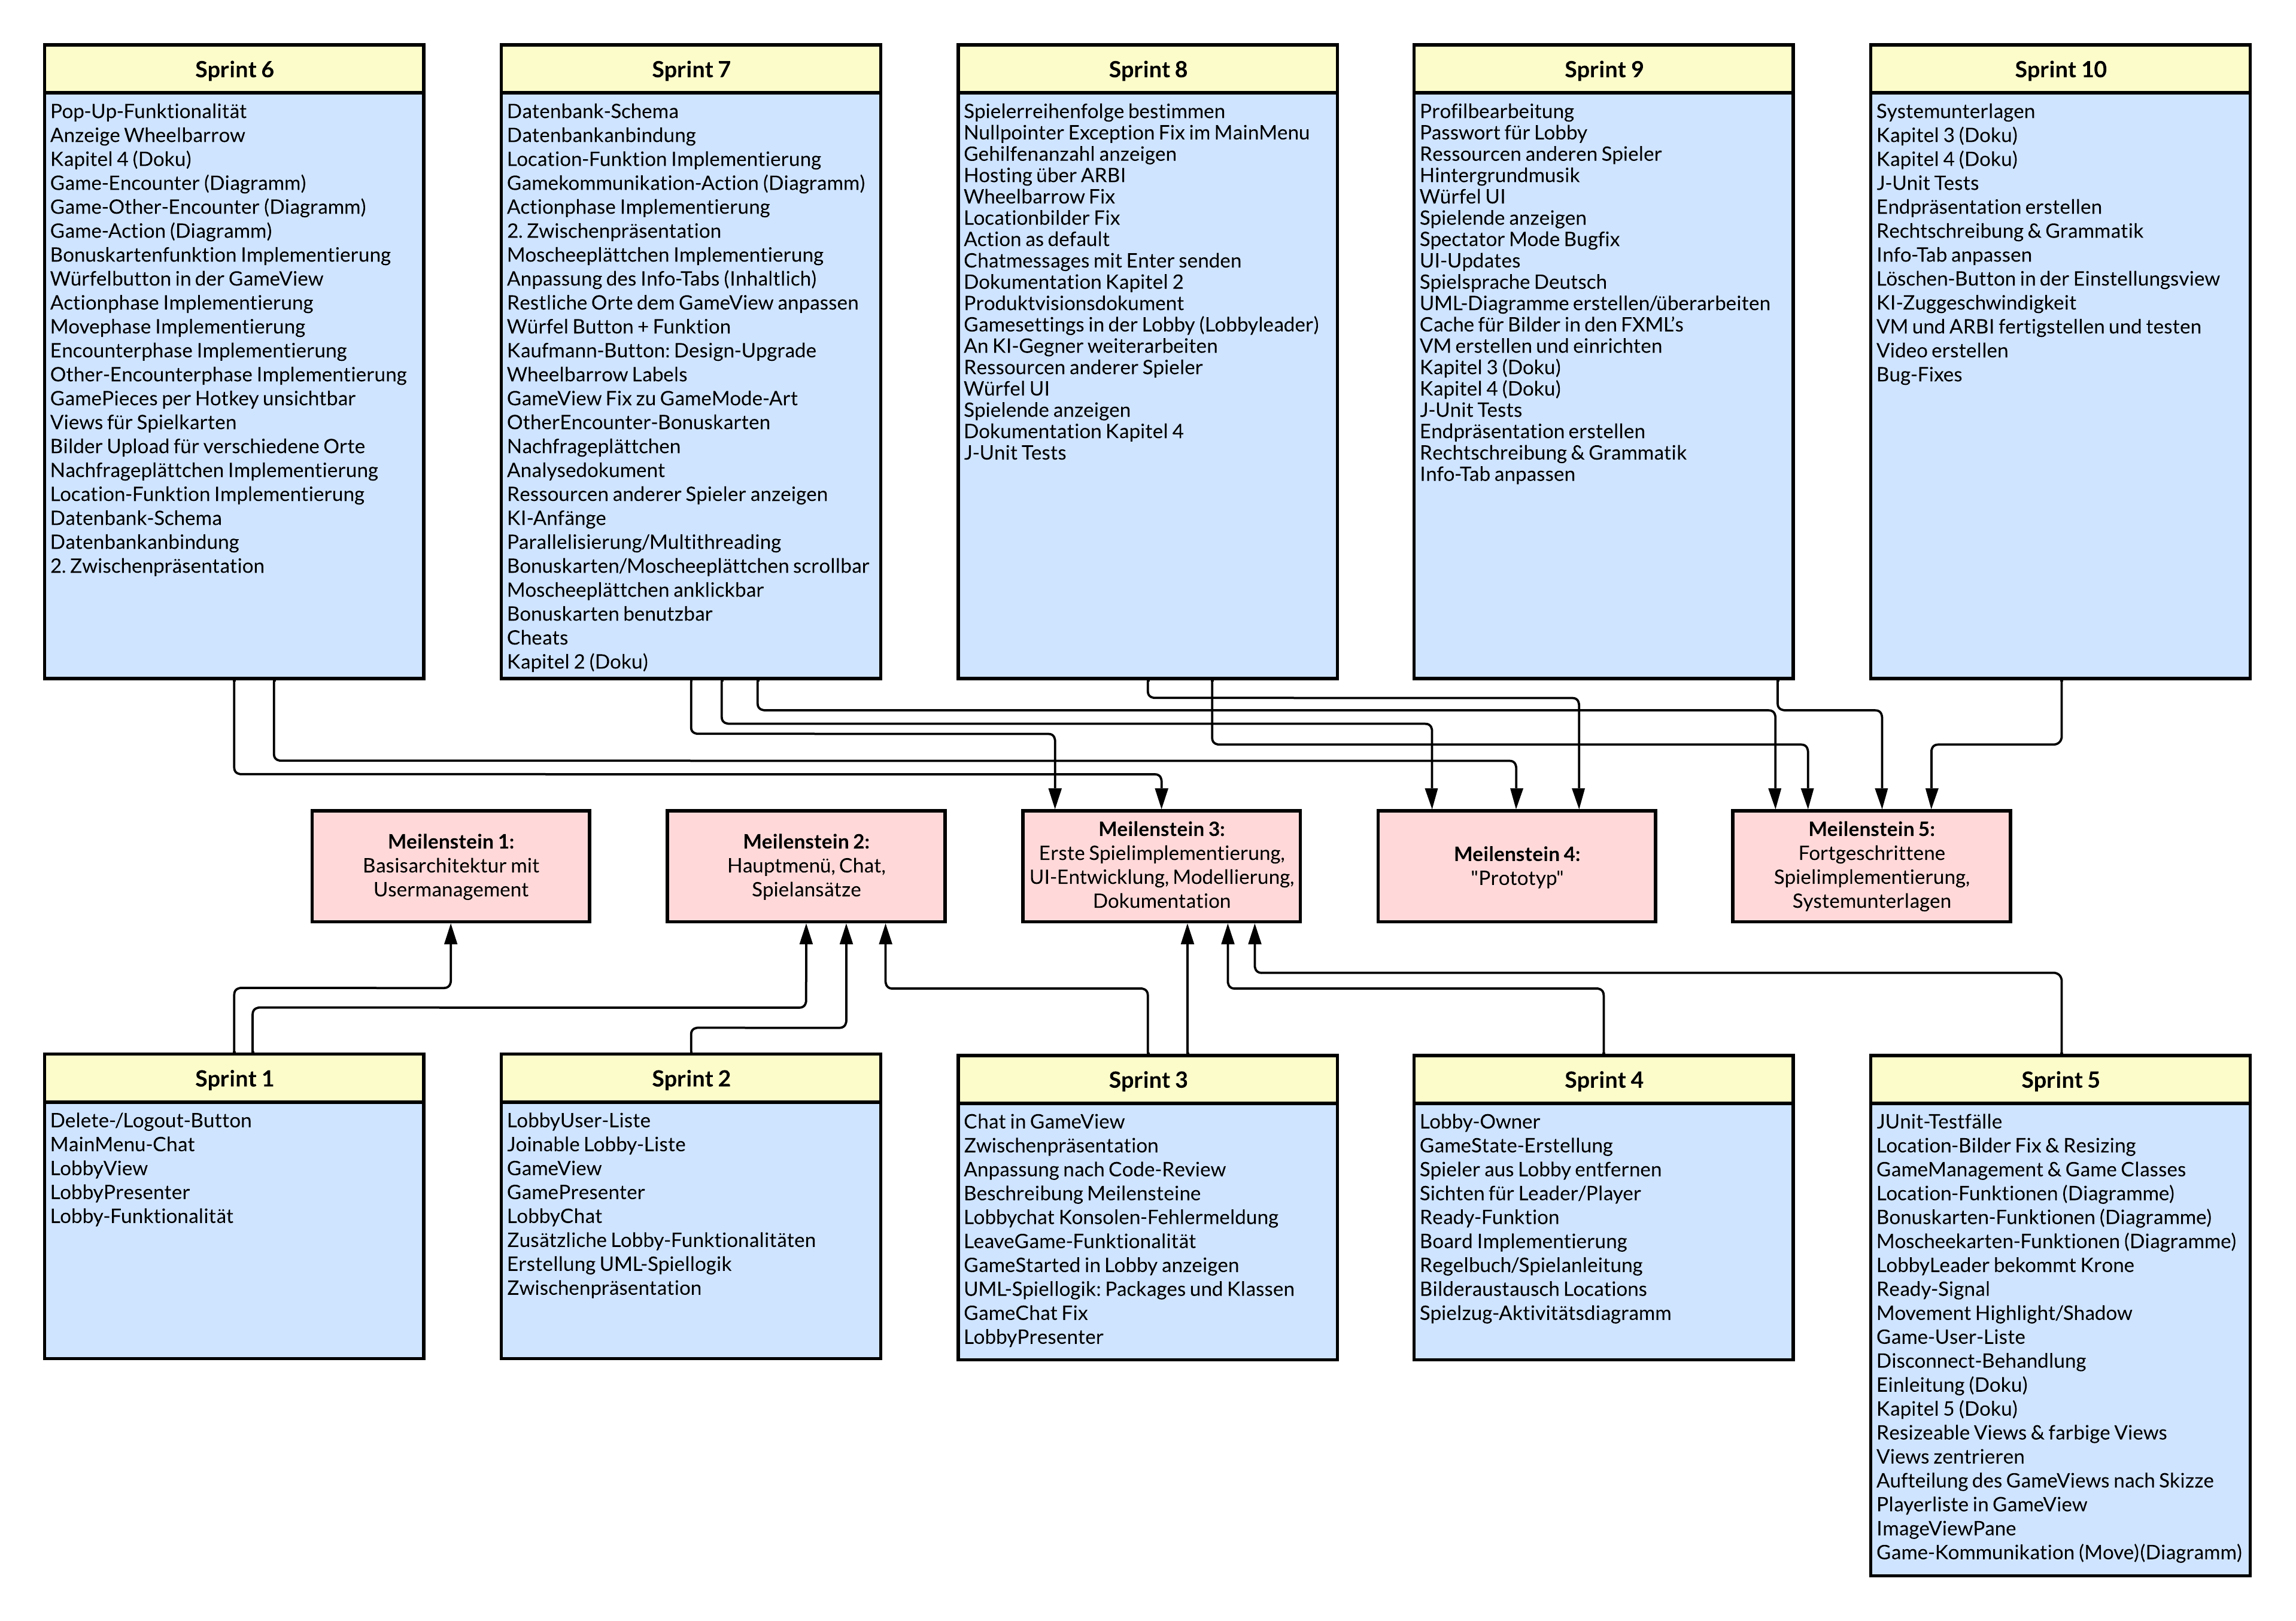 Sprint 6
Pop-Up-Funktionalität
Anzeige Wheelbarrow
Kapitel 4 (Doku)
Game-Encounter (Diagramm)
Game-Other-Encounter (Diagramm)
Game-Action (Diagramm)
Bonuskartenfunktion Implementierung
Würfelbutton in der GameView
Actionphase Implementierung
Movephase Implementierung
Encounterphase Implementierung
Other-Encounterphase Implementierung
GamePieces per Hotkey unsichtbar
Views für Spielkarten
Bilder Upload für verschiedene Orte
Nachfrageplättchen Implementierung
Location-Funktion Implementierung
Datenbank-Schema
Datenbankanbindung
2. Zwischenpräsentation
Sprint 7
Datenbank-Schema
Datenbankanbindung
Location-Funktion Implementierung
Gamekommunikation-Action (Diagramm)
Actionphase Implementierung
2. Zwischenpräsentation
Moscheeplättchen Implementierung
Anpassung des Info-Tabs (Inhaltlich)
Restliche Orte dem GameView anpassen
Würfel Button + Funktion
Kaufmann-Button: Design-Upgrade
Wheelbarrow Labels
GameView Fix zu GameMode-Art
OtherEncounter-Bonuskarten
Nachfrageplättchen
Analysedokument
Ressourcen anderer Spieler anzeigen
KI-Anfänge
Parallelisierung/Multithreading
Bonuskarten/Moscheeplättchen scrollbar
Moscheeplättchen anklickbar
Bonuskarten benutzbar
Cheats
Kapitel 2 (Doku)
Sprint 8
Spielerreihenfolge bestimmen
Nullpointer Exception Fix im MainMenu
Gehilfenanzahl anzeigen
Hosting über ARBI
Wheelbarrow Fix
Locationbilder Fix
Action as default
Chatmessages mit Enter senden
Dokumentation Kapitel 2
Produktvisionsdokument
Gamesettings in der Lobby (Lobbyleader)
An KI-Gegner weiterarbeiten
Ressourcen anderer Spieler
Würfel UI
Spielende anzeigen
Dokumentation Kapitel 4
J-Unit Tests
Sprint 9
Profilbearbeitung
Passwort für Lobby
Ressourcen anderen Spieler
Hintergrundmusik
Würfel UI
Spielende anzeigen
Spectator Mode Bugfix
UI-Updates
Spielsprache Deutsch
UML-Diagramme erstellen/überarbeiten
Cache für Bilder in den FXML's
VM erstellen und einrichten
Kapitel 3 (Doku)
Kapitel 4 (Doku)
J-Unit Tests
Endpräsentation erstellen
Rechtschreibung & Grammatik
Info-Tab anpassen
Sprint 10
Systemunterlagen
Kapitel 3 (Doku)
Kapitel 4 (Doku)
J-Unit Tests
Endpräsentation erstellen
Rechtschreibung & Grammatik
Info-Tab anpassen
Löschen-Button in der Einstellungsview
KI-Zuggeschwindigkeit
VM und ARBI fertigstellen und testen
Video erstellen
Bug-Fixes
Meilenstein 1:
Basisarchitektur mit
Usermanagement
Meilenstein 2:
Hauptmenü, Chat,
Spielansätze
Meilenstein 3:
Erste Spielimplementierung,
UI-Entwicklung, Modellierung,
Dokumentation
Meilenstein 4:
"Prototyp"
Meilenstein 5:
Fortgeschrittene
Spielimplementierung,
Systemunterlagen
Sprint 1
Delete-/Logout-Button
MainMenu-Chat
LobbyView
LobbyPresenter
Lobby-Funktionalität
Sprint 2
LobbyUser-Liste
Joinable Lobby-Liste
GameView
GamePresenter
LobbyChat
Zusätzliche Lobby-Funktionalitäten
Erstellung UML-Spiellogik
Zwischenpräsentation
Sprint 3
Chat in GameView
Zwischenpräsentation
Anpassung nach Code-Review
Beschreibung Meilensteine
Lobbychat Konsolen-Fehlermeldung
LeaveGame-Funktionalität
GameStarted in Lobby anzeigen
UML-Spiellogik: Packages und Klassen
GameChat Fix
LobbyPresenter
Sprint 4
Lobby-Owner
GameState-Erstellung
Spieler aus Lobby entfernen
Sichten für Leader/Player
Ready-Funktion
Board Implementierung
Regelbuch/Spielanleitung
Bilderaustausch Locations
Spielzug-Aktivitätsdiagramm
Sprint 5
JUnit-Testfälle
Location-Bilder Fix & Resizing
GameManagement & Game Classes
Location-Funktionen (Diagramme)
Bonuskarten-Funktionen (Diagramme)
Moscheekarten-Funktionen (Diagramme)
LobbyLeader bekommt Krone
Ready-Signal
Movement Highlight/Shadow
Game-User-Liste
Disconnect-Behandlung
Einleitung (Doku)
Kapitel 5 (Doku)
Resizeable Views & farbige Views
Views zentrieren
Aufteilung des GameViews nach Skizze
Playerliste in GameView
ImageViewPane
Game-Kommunikation (Move)(Diagramm)